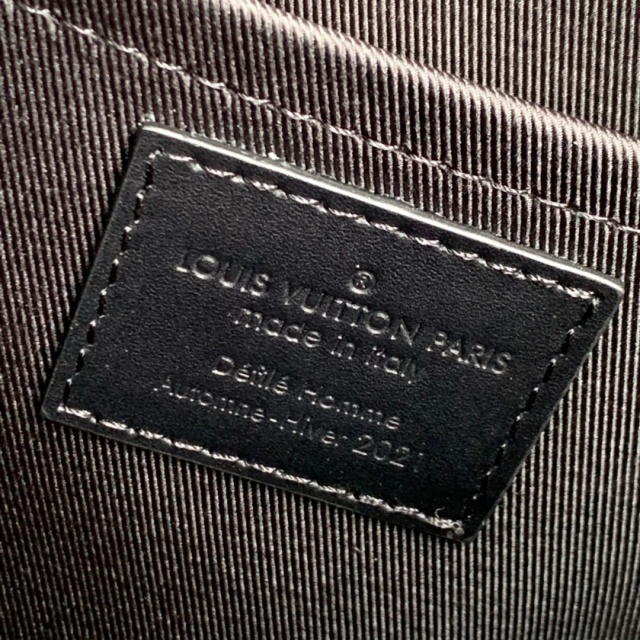 ®
LOUIS VUITTON PARIS
made in Italy
Défilé Homme
Automne-Hiver 2021